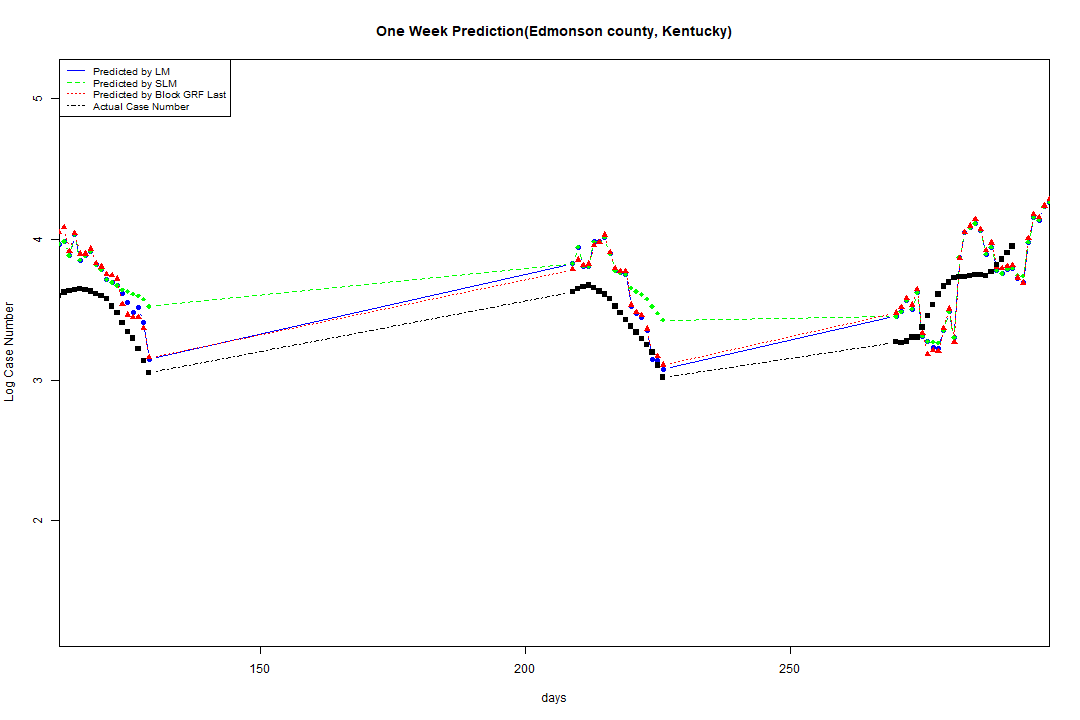 One Week Prediction(Edmonson county, Kentucky)
Predicted by LM
Predicted by SLM
Predicted by Block GRF Last
Actual Case Number
5
4
3
2
Log Case Number
150
200
250
days